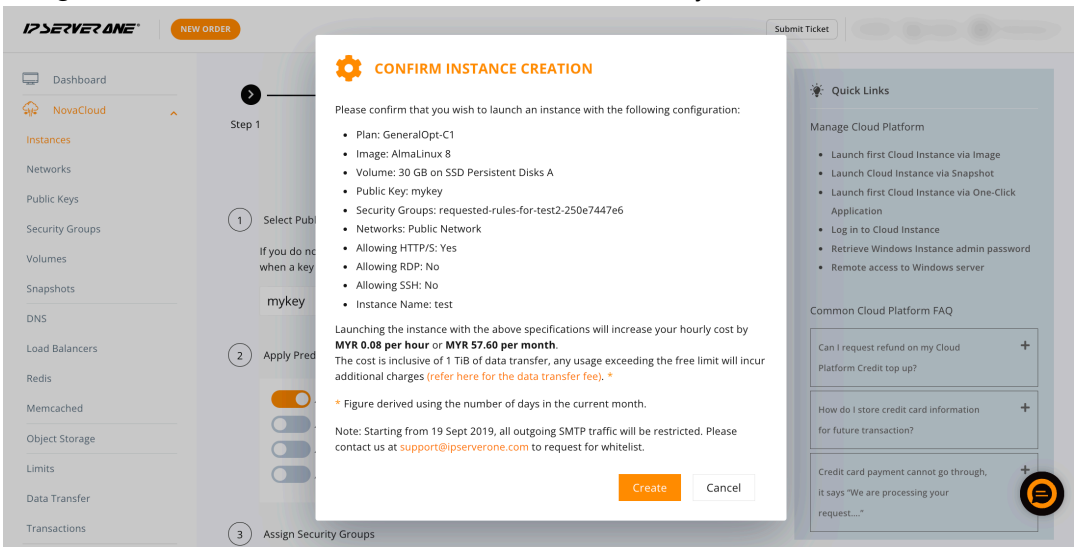 IP SERVER ONE
NEW ORDER
Submit Ticket
Dashboard
NovaCloud
Instances
Networks
Public Keys
Security Groups
Volumes
Snapshots
DNS
Load Balancers
Redis
Memcached
Object Storage
Limits
Data Transfer
Transactions
Step 1
1 Select Publ
If you do no
when a key
mykey
2 Apply Pred
3 Assign Security Groups
CONFIRM INSTANCE CREATION
Please confirm that you wish to launch an instance with the following configuration:
• Plan: GeneralOpt-C1
• Image: AlmaLinux 8
• Volume: 30 GB on SSD Persistent Disks A
• Public Key: mykey
• Security Groups: requested-rules-for-test2-250e7447e6
• Networks: Public Network
• Allowing HTTP/S: Yes
• Allowing RDP: No
• Allowing SSH: No
• Instance Name: test
Launching the instance with the above specifications will increase your hourly cost by
MYR 0.08 per hour or MYR 57.60 per month.
The cost is inclusive of 1 TiB of data transfer, any usage exceeding the free limit will incur
additional charges (refer here for the data transfer fee). *
* Figure derived using the number of days in the current month.
Note: Starting from 19 Sept 2019, all outgoing SMTP traffic will be restricted. Please
contact us at support@ipserverone.com to request for whitelist.
Create
Cancel
Quick Links
Manage Cloud Platform
• Launch first Cloud Instance via Image
• Launch Cloud Instance via Snapshot
• Launch first Cloud Instance via One-Click
Application
• Log in to Cloud Instance
• Retrieve Windows Instance admin password
• Remote access to Windows server
Common Cloud Platform FAQ
Can I request refund on my Cloud
Platform Credit top up?
+
How do I store credit card information
for future transaction?
+
Credit card payment cannot go through,
it says "We are processing your
request...."
+